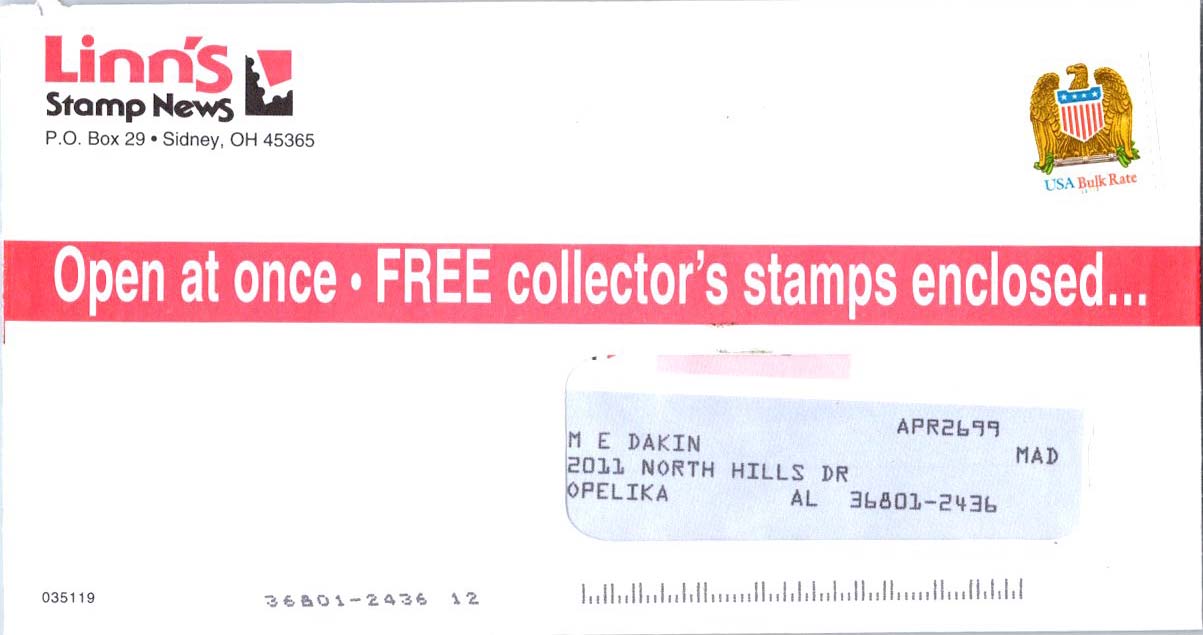 Linn's
Stamp News
P.O. Box 29 • Sidney, OH 45365
USA Bulk Rate
Open at once • FREE collector's stamps enclosed...
APR2699
M E DAKIN
MAD
2011 NORTH HILLS DR
OPELIKA AL 36801-2436
035119
36801-2436 12